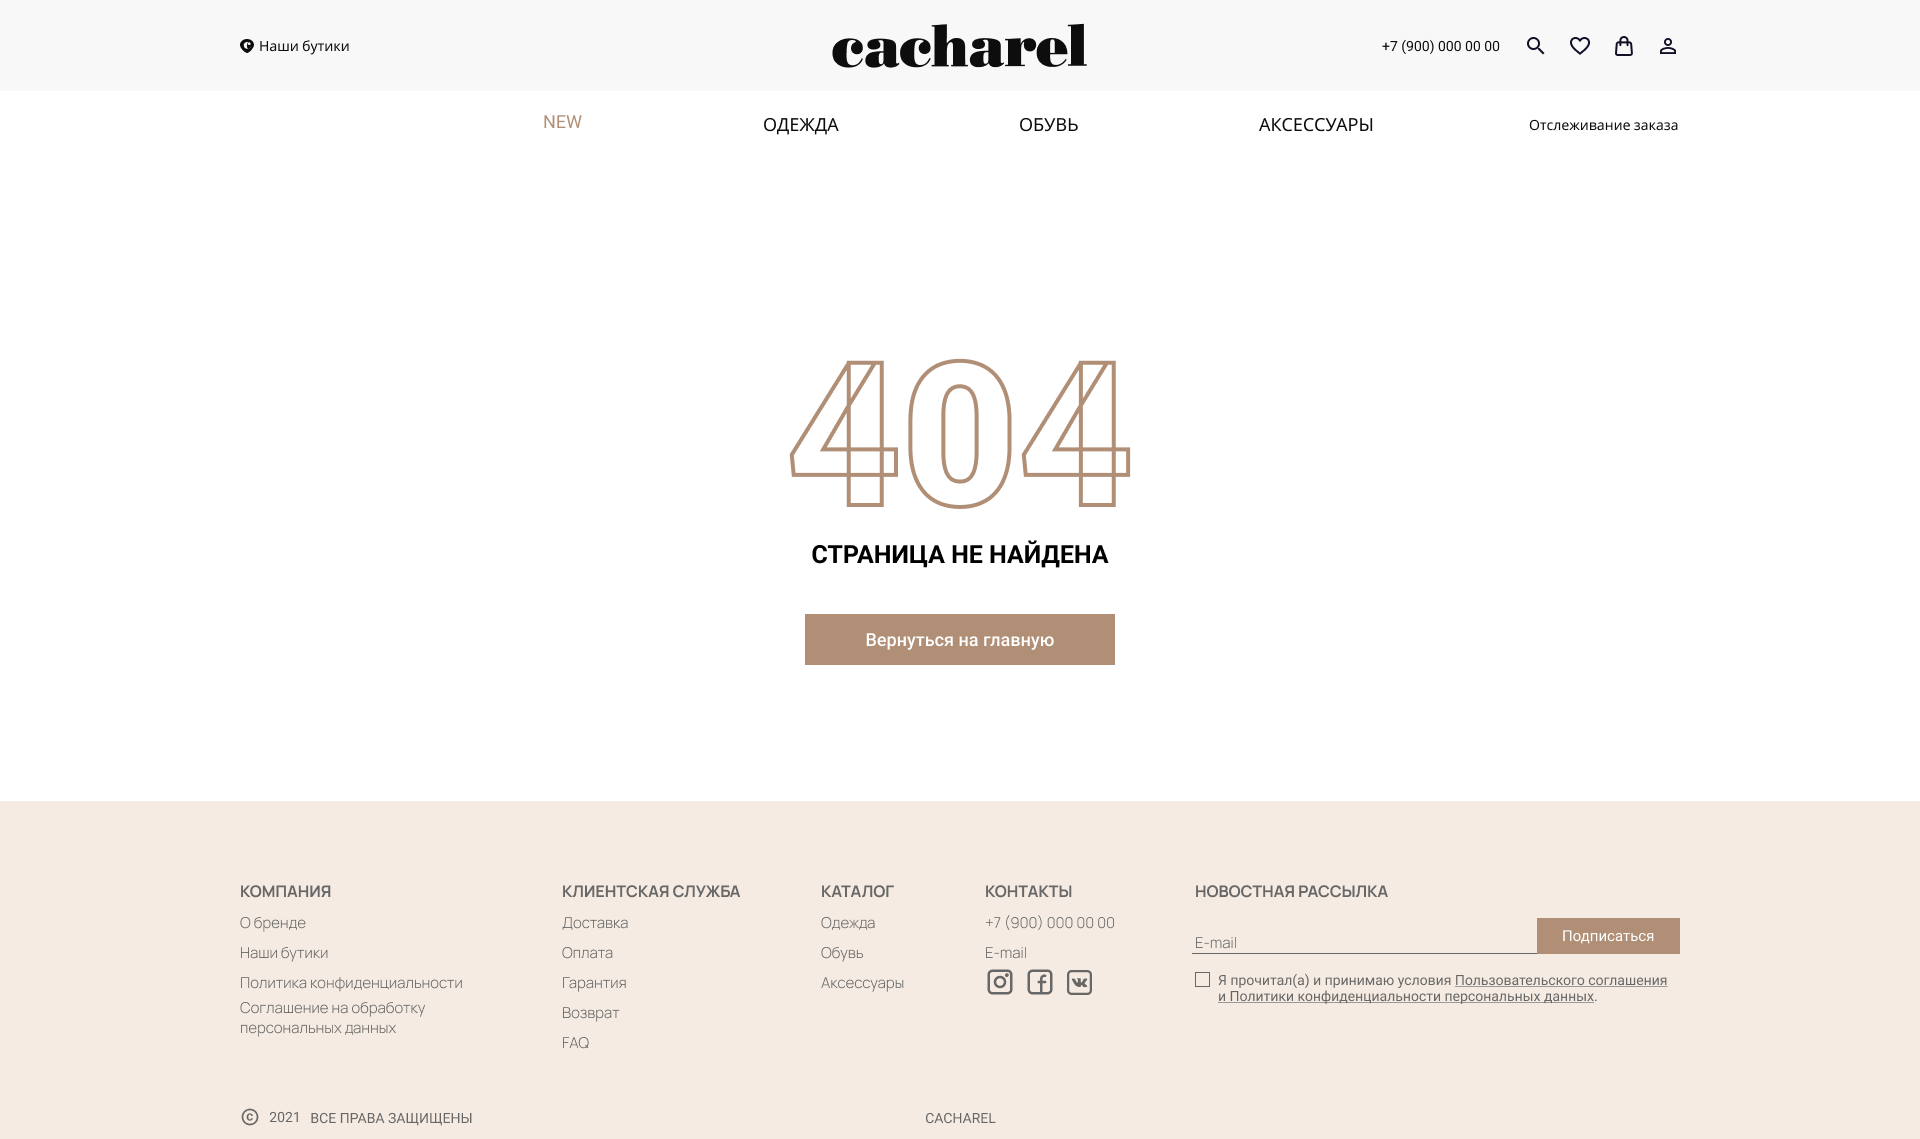 Наши бутики
cacharel
+7 (900) 000 00 00
NEW
ОДЕЖДА
ОБУВЬ
АКСЕССУАРЫ
Отслеживание заказа
404
СТРАНИЦА НЕ НАЙДЕНА
Вернуться на главную
КОМПАНИЯ
О бренде
Наши бутики
Политика конфиденциальности
Соглашение на обработку
персональных данных
КЛИЕНТСКАЯ СЛУЖБА
Доставка
Оплата
Гарантия
Возврат
FAQ
КАТАЛОГ
Одежда
Обувь
Аксессуары
КОНТАКТЫ
+7 (900) 000 00 00
E-mail
НОВОСТНАЯ РАССЫЛКА
E-mail
Подписаться
Я прочитал(а) и принимаю условия Пользовательского соглашения
и Политики конфиденциальности персональных данных.
© 2021 ВСЕ ПРАВА ЗАЩИЩЕНЫ
CACHAREL